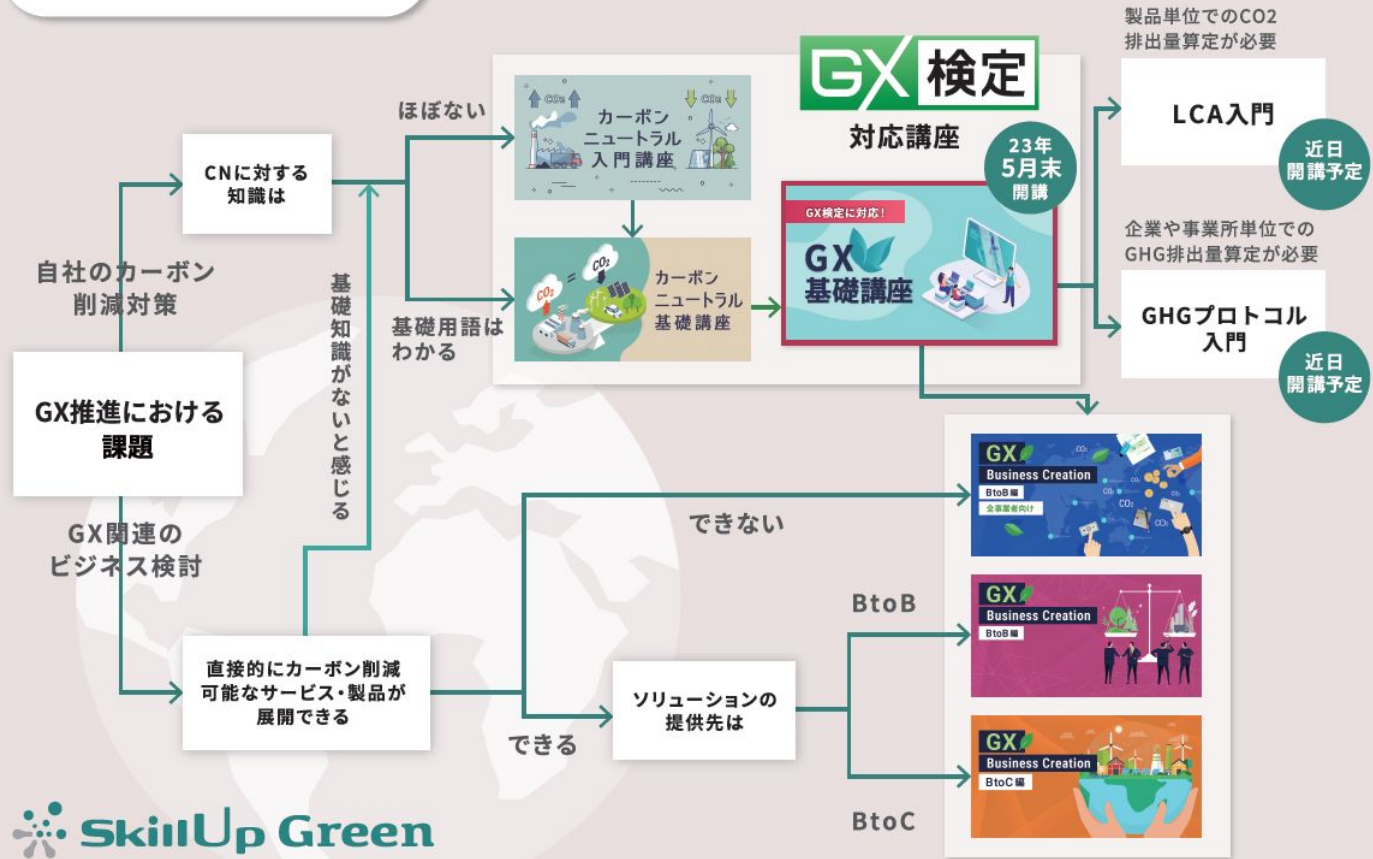 製品単位でのCO2
排出量算定が必要
LCA入門
近日
開講予定
企業や事業所単位での
GHG排出量算定が必要
GHGプロトコル
入門
近日
開講予定
GX 検定
対応講座
23年
5月末
開講
ほぼない
CO2
CO2
カーボン
ニュートラル
入門講座
CNに対する
知識は
自社のカーボン
削減対策
基礎知識がないと感じる
基礎用語は
わかる
CO2
=
CO2
カーボン
ニュートラル
基礎講座
GX検定に対応!
GX
基礎講座
GX推進における
課題
GX関連の
ビジネス検討
直接的にカーボン削減
可能なサービス・製品が
展開できる
できない
できる
ソリューションの
提供先は
BtoB
BtoC
GX
Business Creation
BtoB編
全事業者向け
CO2
CO2
CO2
CO2
CO2
GX
Business Creation
BtoB編
GX
Business Creation
BtoC編
SkillUp Green